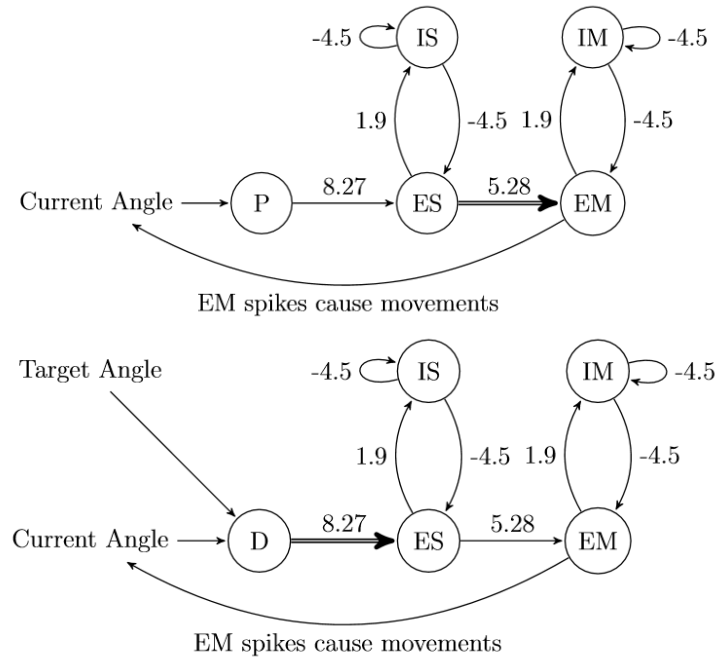 -4.5 IS IM -4.5
1.9 -4.5 1.9 -4.5
8.27 5.28
Current Angle P ES EM
EM spikes cause movements
Target Angle
-4.5 IS IM -4.5
1.9 -4.5 1.9 -4.5
8.27 5.28
Current Angle D ES EM
EM spikes cause movements